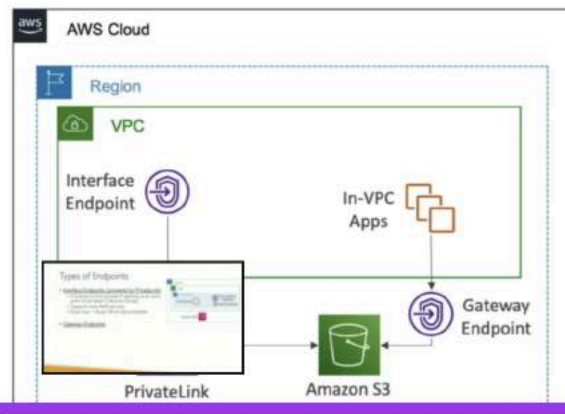 aws
AWS Cloud
Region
VPC
Interface
Endpoint
In-VPC
Apps
Types of Endpoints
Gateway
Endpoint
PrivateLink
Amazon S3